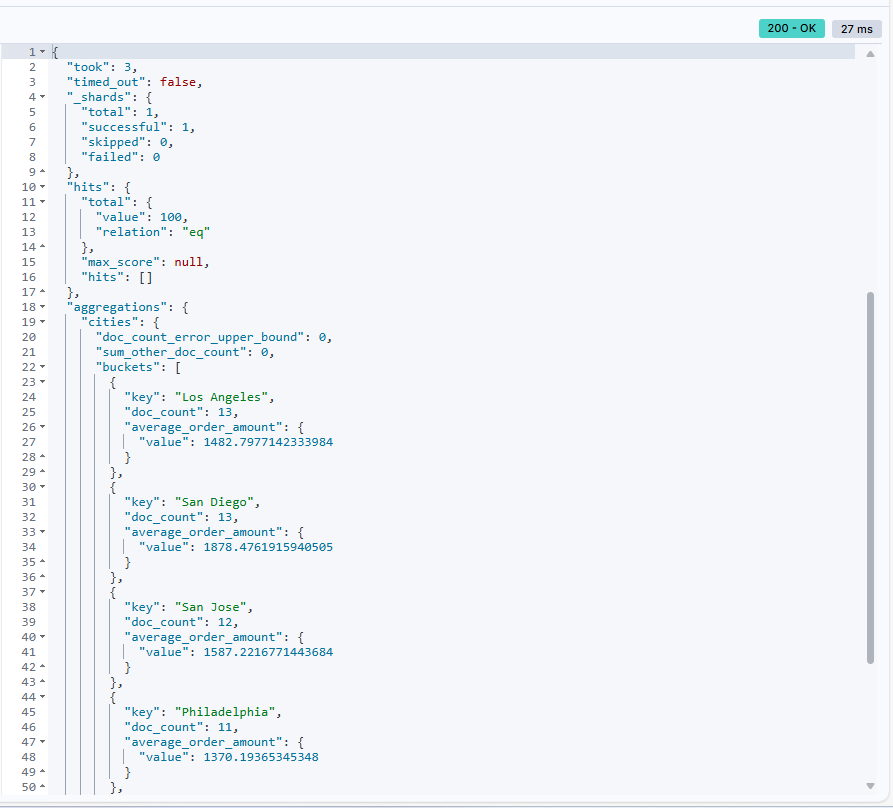 200 - OK 27 ms
1 {
2 "took": 3,
3 "timed_out": false,
4 "_shards": {
5 "total": 1,
6 "successful": 1,
7 "skipped": 0,
8 "failed": 0
9 },
10 "hits": {
11 "total": {
12 "value": 100,
13 "relation": "eq"
14 },
15 "max_score": null,
16 "hits": []
17 },
18 "aggregations": {
19 "cities": {
20 "doc_count_error_upper_bound": 0,
21 "sum_other_doc_count": 0,
22 "buckets": [
23 {
24 "key": "Los Angeles",
25 "doc_count": 13,
26 "average_order_amount": {
27 "value": 1482.7977142333984
28 }
29 },
30 {
31 "key": "San Diego",
32 "doc_count": 13,
33 "average_order_amount": {
34 "value": 1878.4761915940505
35 }
36 },
37 {
38 "key": "San Jose",
39 "doc_count": 12,
40 "average_order_amount": {
41 "value": 1587.2216771443684
42 }
43 },
44 {
45 "key": "Philadelphia",
46 "doc_count": 11,
47 "average_order_amount": {
48 "value": 1370.19365345348
49 }
50 },